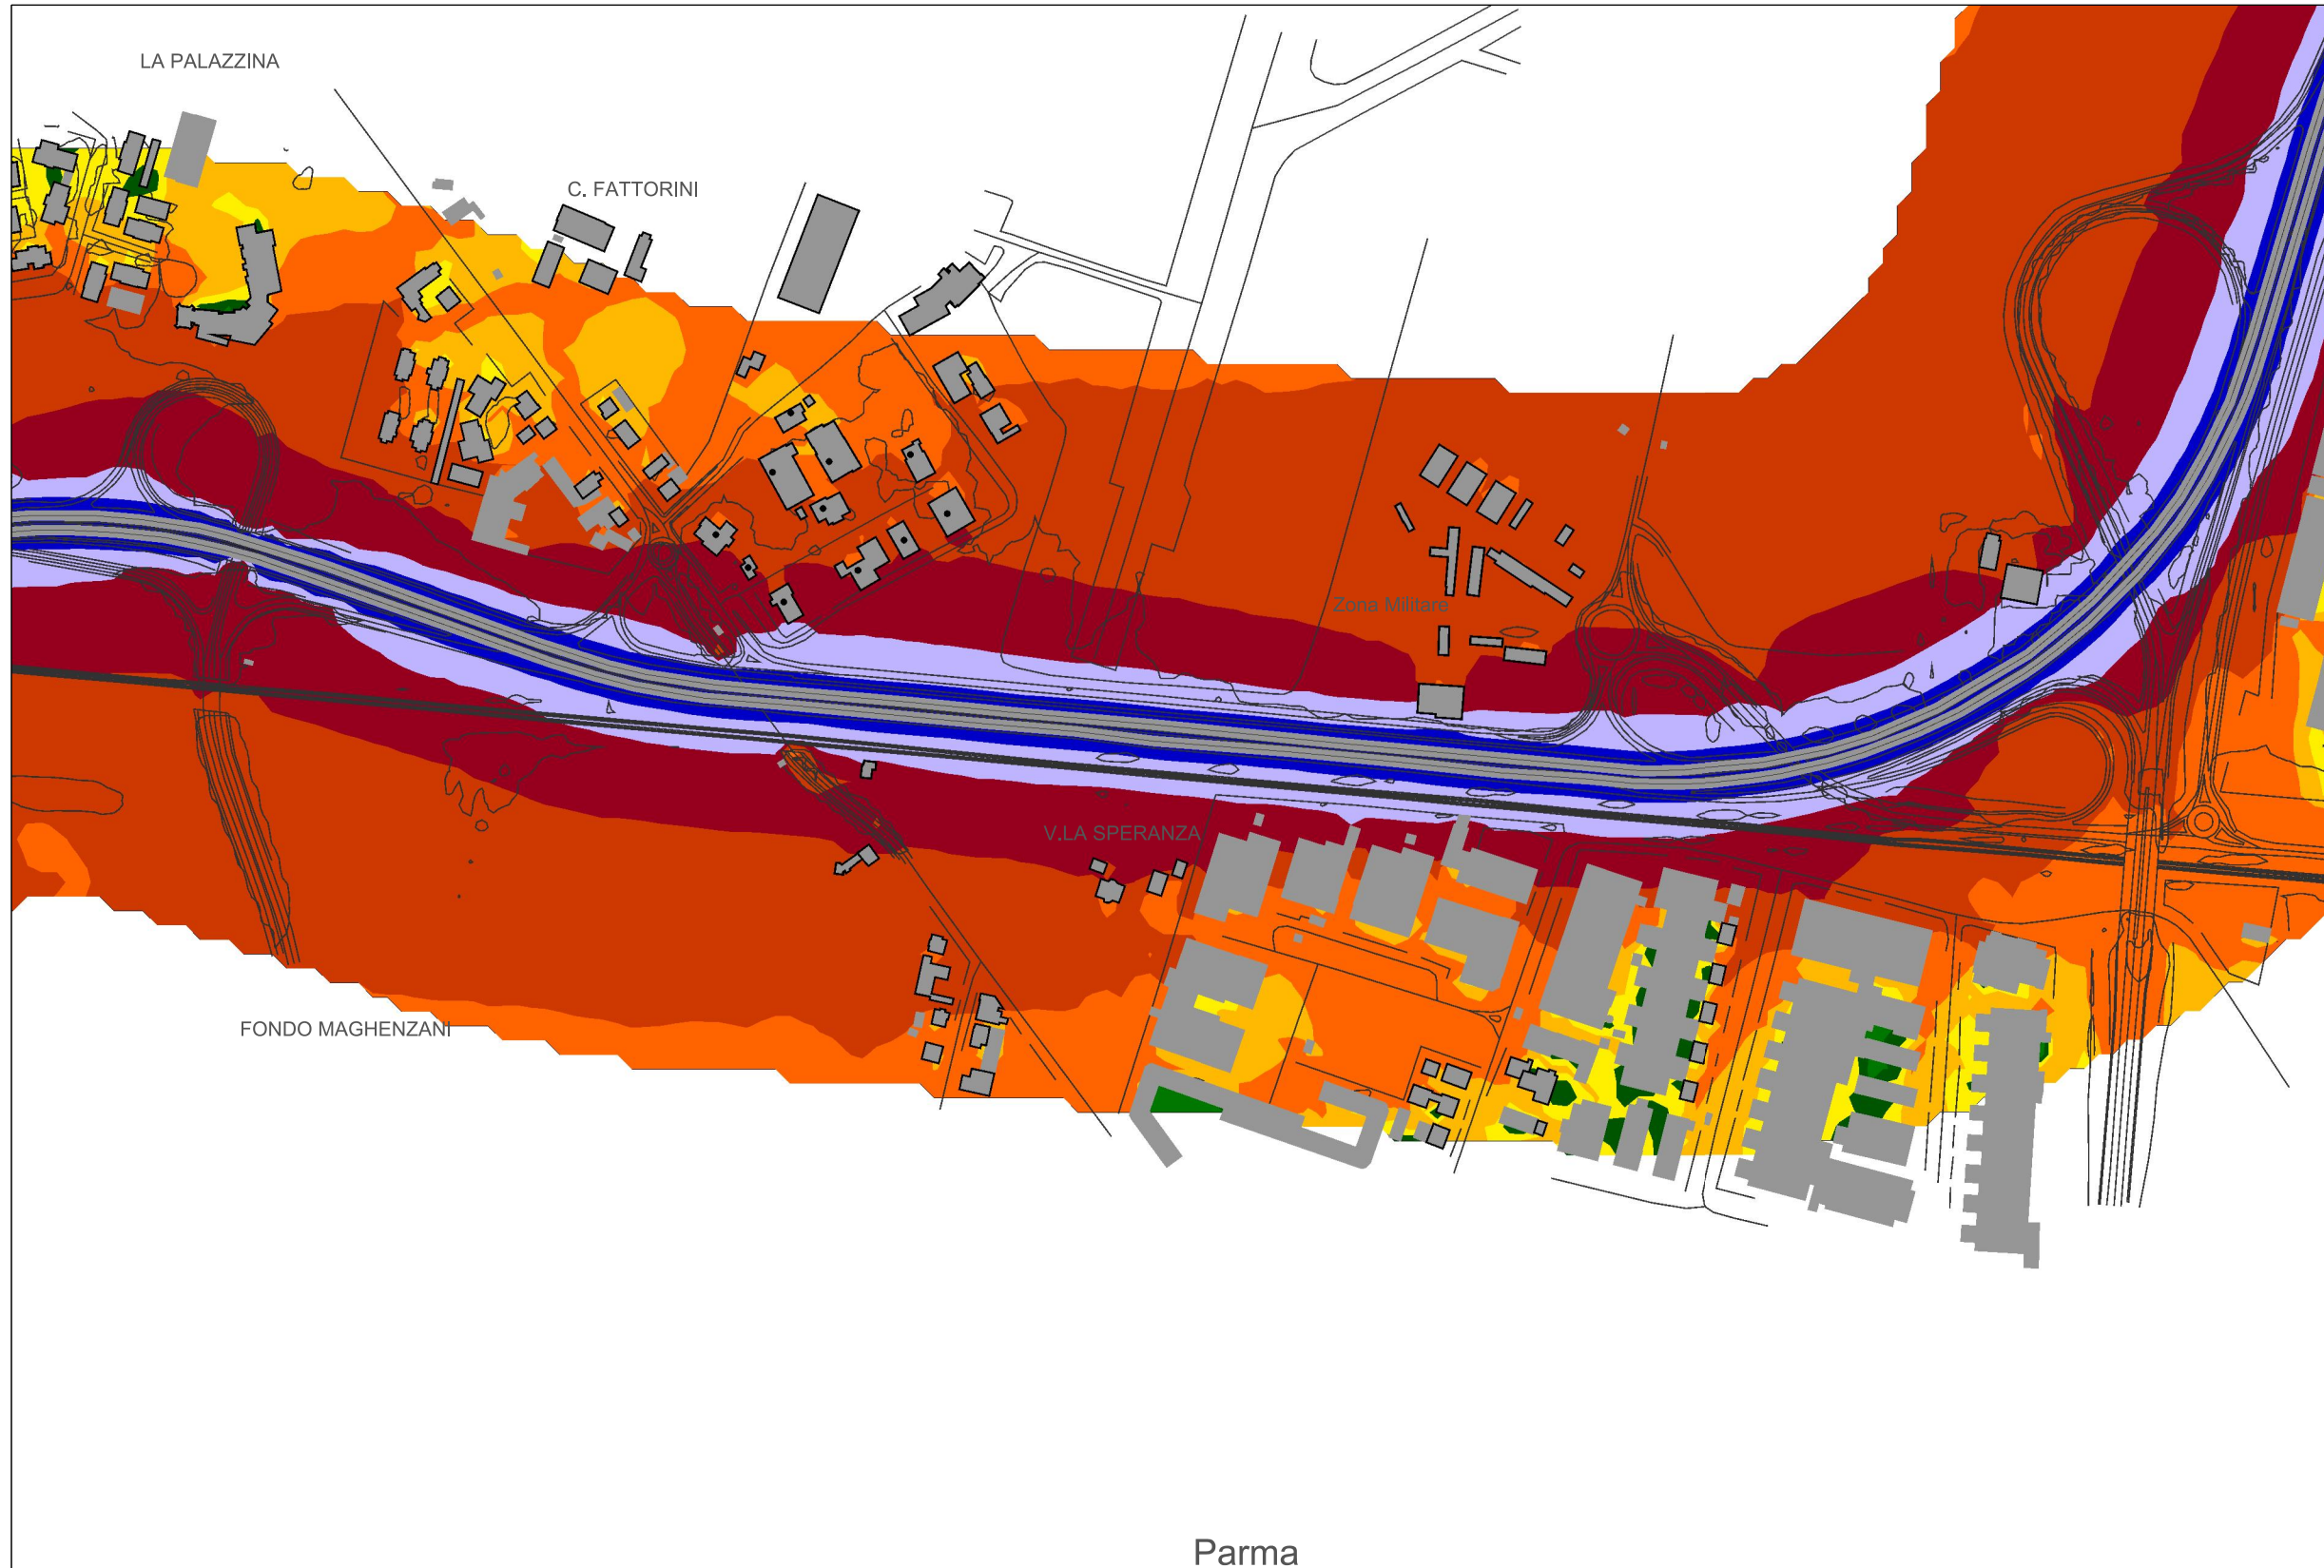 LA PALAZZINA
C. FATTORINI
Zona Militare
V.LA SPERANZA
FONDO MAGHENZANI
Parma